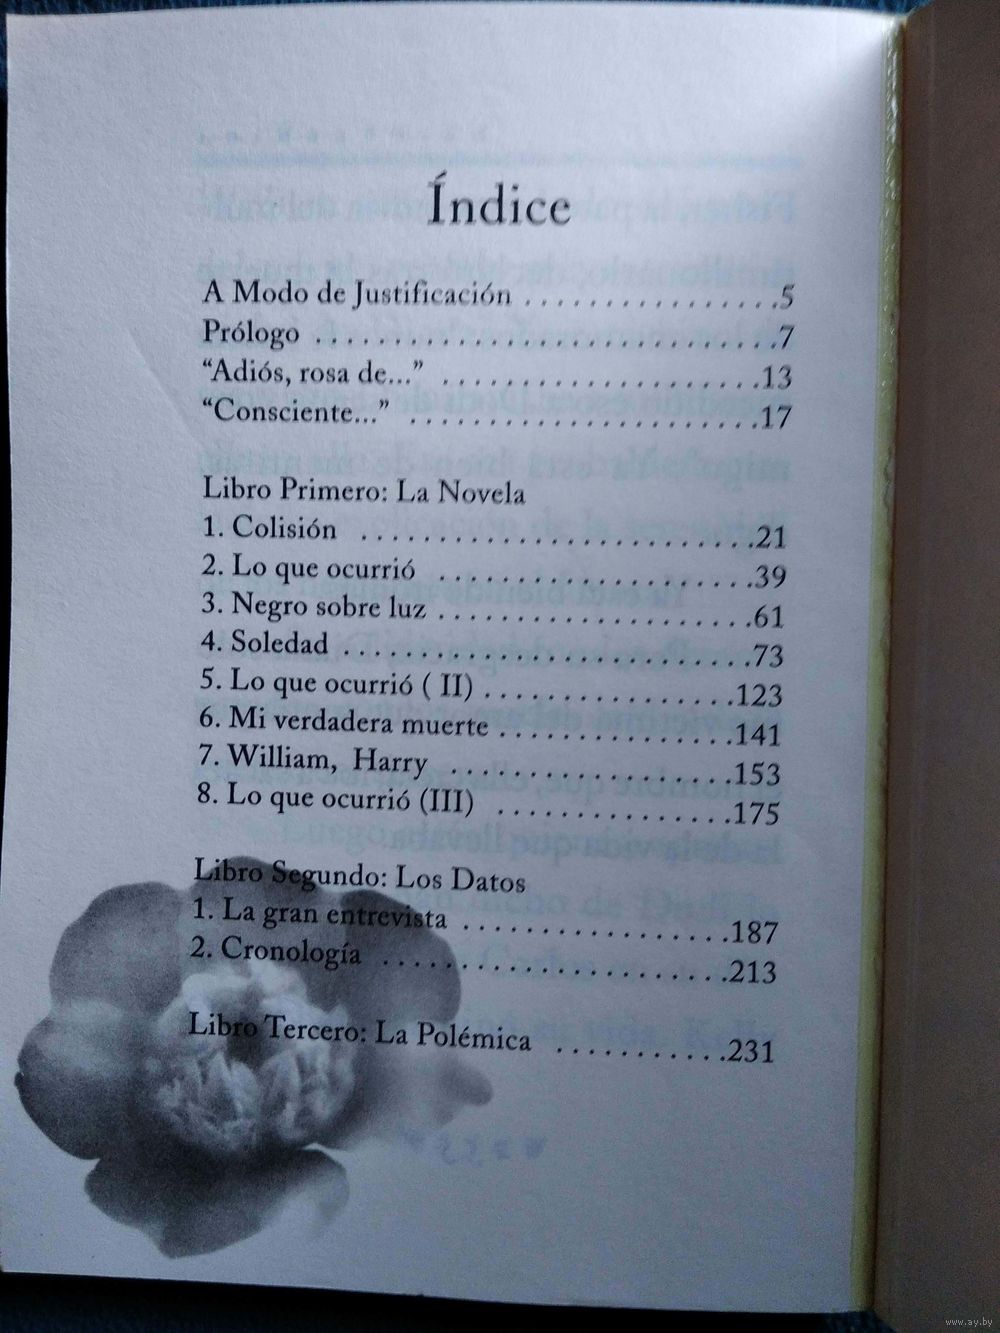 Índice
A Modo de Justificación . . . . . . . . . . . . . . . . .5
Prólogo . . . . . . . . . . . . . . . . . . . . . . . . . . . . . .7
“Adiós, rosa de...” . . . . . . . . . . . . . . . . . . . . .13
“Consciente...” . . . . . . . . . . . . . . . . . . . . . . .17
Libro Primero: La Novela
1. Colisión . . . . . . . . . . . . . . . . . . . . . . . . . .21
2. Lo que ocurrió . . . . . . . . . . . . . . . . . . . . .39
3. Negro sobre luz . . . . . . . . . . . . . . . . . . . . .61
4. Soledad . . . . . . . . . . . . . . . . . . . . . . . . . . .73
5. Lo que ocurrió ( II) . . . . . . . . . . . . . . . . .123
6. Mi verdadera muerte . . . . . . . . . . . . . . . .141
7. William, Harry . . . . . . . . . . . . . . . . . . . .153
8. Lo que ocurrió (III) . . . . . . . . . . . . . . . .175
Libro Segundo: Los Datos
1. La gran entrevista . . . . . . . . . . . . . . . . . .187
2. Cronología . . . . . . . . . . . . . . . . . . . . . . .213
Libro Tercero: La Polémica . . . . . . . . . . . .231
www.ay.by